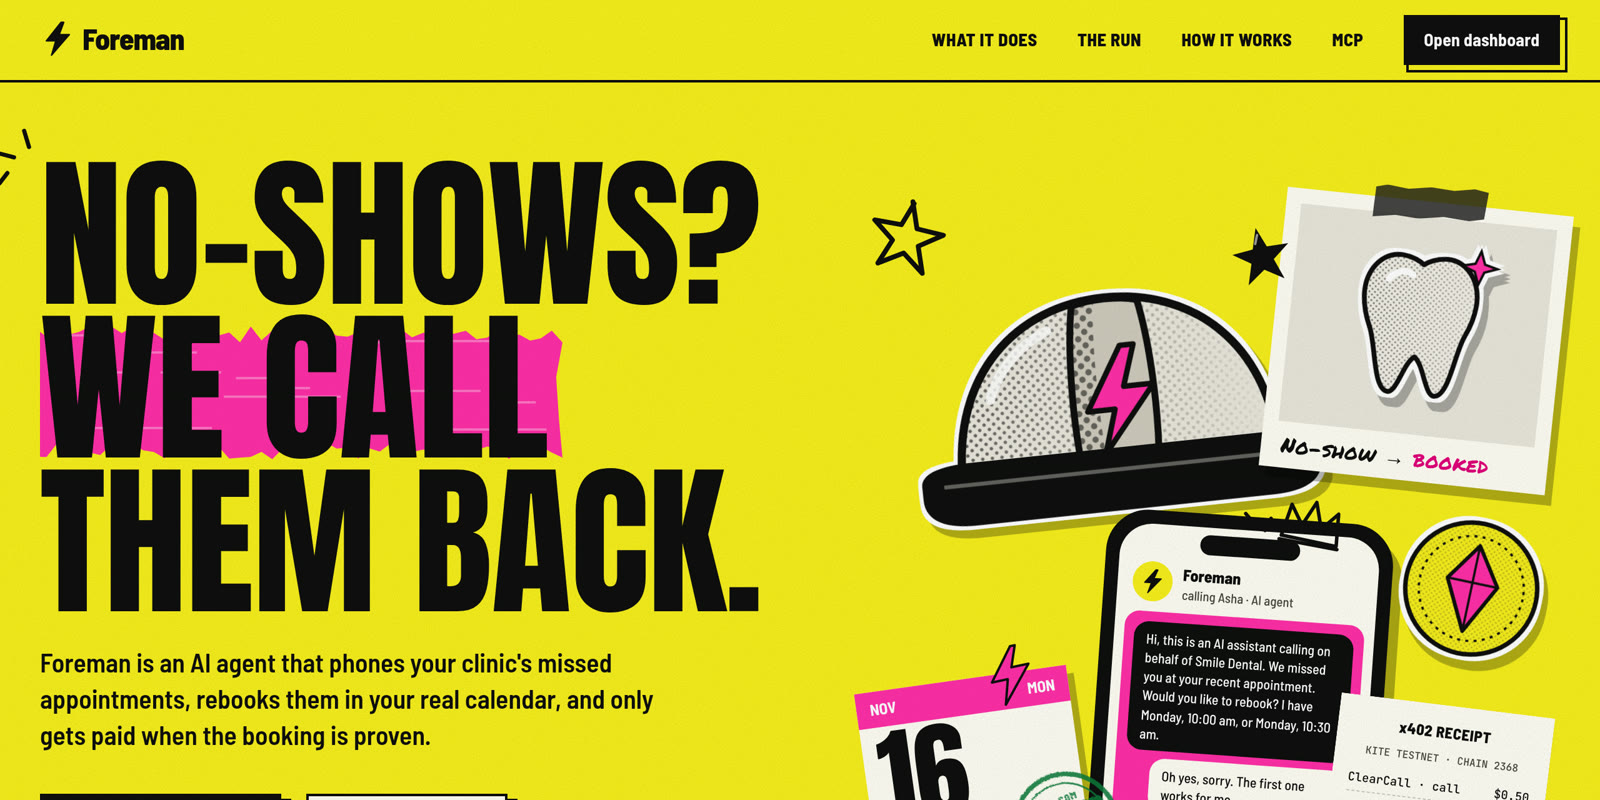 Foreman
WHAT IT DOES
THE RUN
HOW IT WORKS
MCP
Open dashboard
NO-SHOWS?
WE CALL
THEM BACK.
Foreman is an AI agent that phones your clinic's missed
appointments, rebooks them in your real calendar, and only
gets paid when the booking is proven.
No-show → BOOKED
Foreman
calling Asha · AI agent
Hi, this is an AI assistant calling on
behalf of Smile Dental. We missed
you at your recent appointment.
Would you like to rebook? I have
Monday, 10:00 am, or Monday, 10:30
am.
Oh yes, sorry. The first one
works for me
NOV
MON
16
x402 RECEIPT
KITE TESTNET · CHAIN 2368
ClearCall · call
$0.50